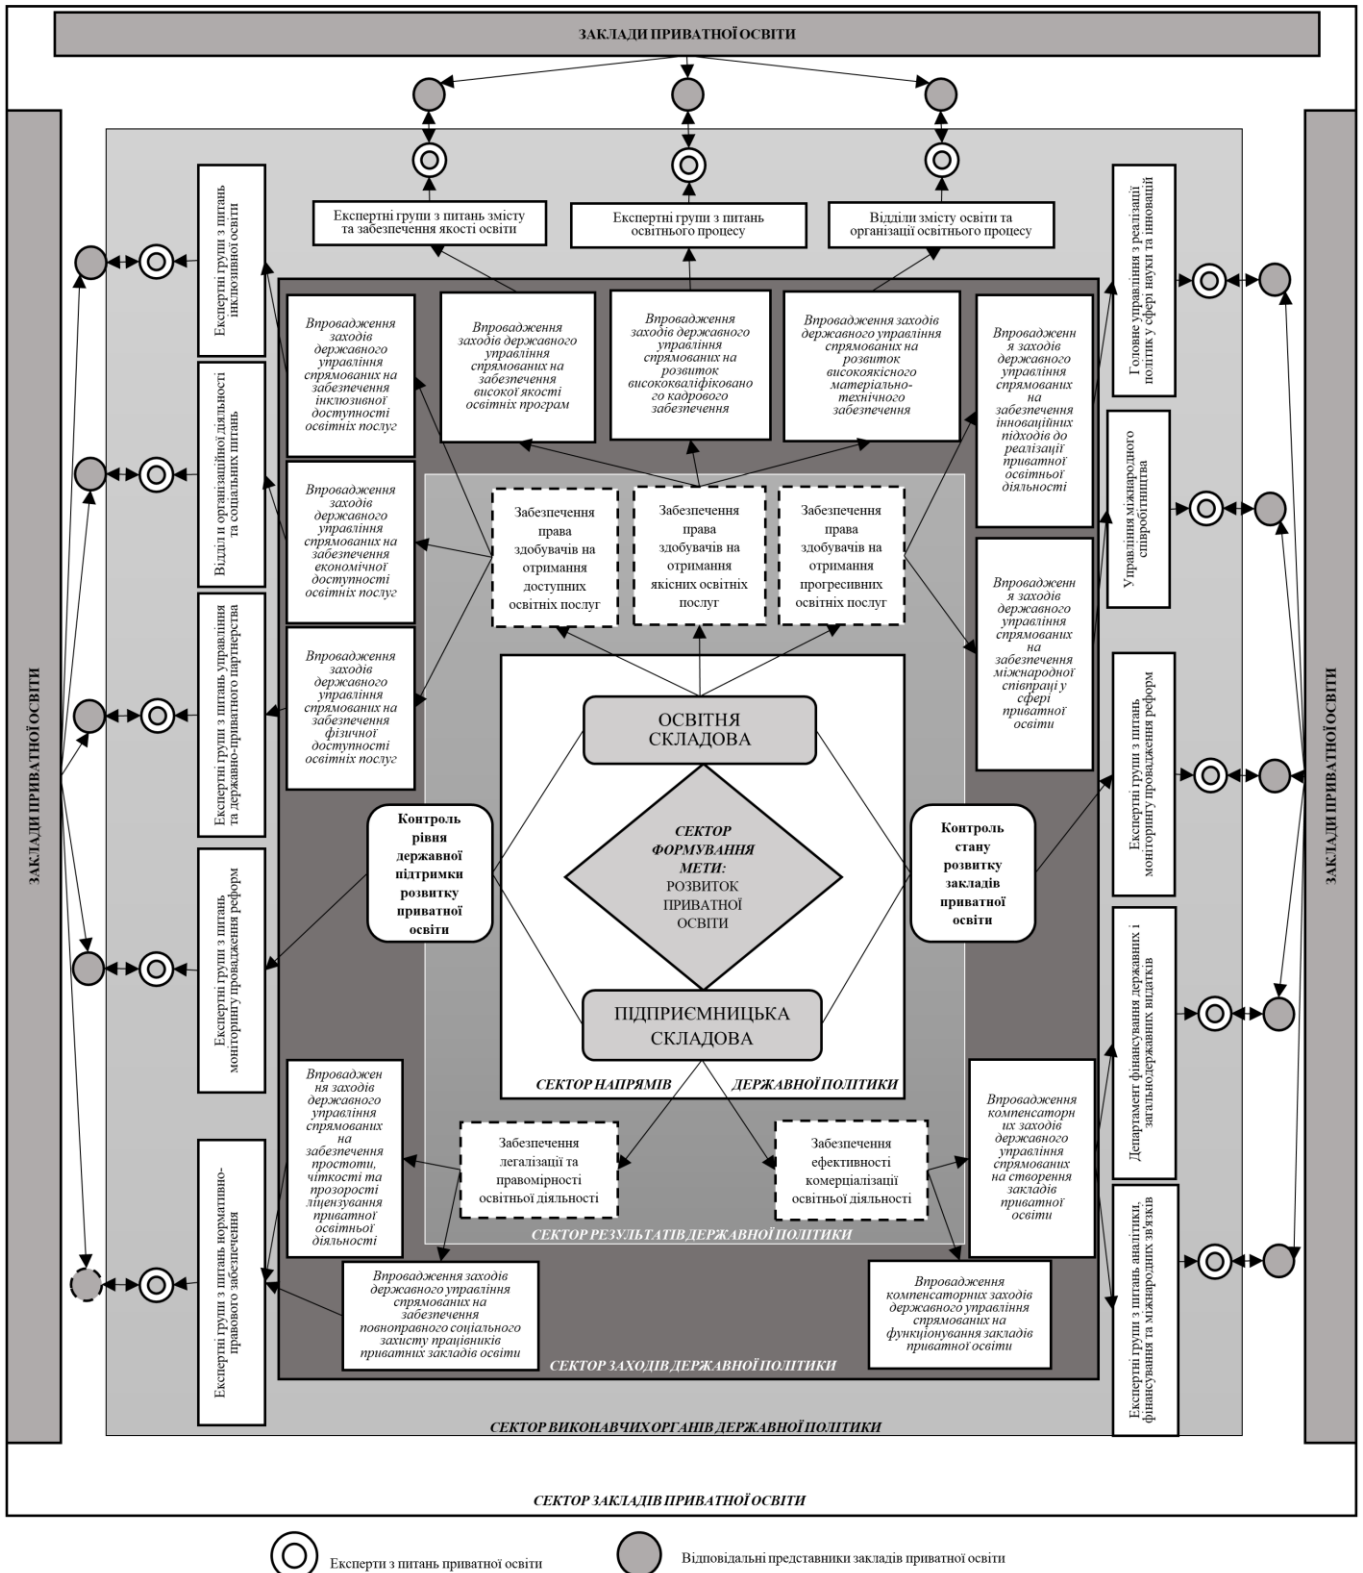 ЗАКЛАДИ ПРИВАТНОЇ ОСВІТИ
ЗАКЛАДИ ПРИВАТНОЇ ОСВІТИ
ЗАКЛАДИ ПРИВАТНОЇ ОСВІТИ
Експертні групи з питань змісту
та забезпечення якості освіти
Експертні групи з питань
освітнього процесу
Відділи змісту освіти та
організації освітнього процесу
Експертні групи з питань
інклюзивної освіти
Відділ и організаційної діяльності
та соціальних питань
Експертні групи з питань управління
та державно-приватного партнерства
Експертні групи з питань
моніторингу провадження реформ
Експертні групи з питань нормативно-
правового забезпечення
Головне управління з реалізації
політик у сфері науки та інновацій
Управління міжнародного
співробітництва
Експертні групи з питань
моніторингу провадження реформ
Департамент фінансування державних і
загальнодержавних видатків
Експертні групи з питань аналітики,
фінансування та міжнародних зв'язків
Впровадження
заходів
державного
управління
спрямованих на
забезпечення
інклюзивної
доступності
освітніх послуг
Впровадження
заходів державного
управління
спрямованих на
забезпечення
високої якості
освітніх програм
Впровадження
заходів державного
управління
спрямованих на
розвиток
висококваліфіковано
го кадрового
забезпечення
Впровадження заходів
державного управління
спрямованих на
розвиток
високоякісного
матеріально-
технічного
забезпечення
Впровадженн
я заходів
державного
управління
спрямованих
на
забезпечення
інноваційних
підходів до
реалізації
приватної
освітньої
діяльності
Впровадження
заходів
державного
управління
спрямованих на
забезпечення
економічної
доступності
освітніх послуг
Забезпечення
права
здобувачів на
отримання
доступних
освітніх послуг
Забезпечення
права
здобувачів на
отримання
якісних освітніх
послуг
Забезпечення
права
здобувачів на
отримання
прогресивних
освітніх послуг
Впроваджен
я заходів
державного
управління
спрямованих
на
забезпечення
міжнародної
співпраці у
сфері
приватної
освіти
Впровадження
заходів
державного
управління
спрямованих на
забезпечення
фізичної
доступності
освітніх послуг
ОСВІТНЯ
СКЛАДОВА
Контроль
рівня
державної
підтримки
розвитку
приватної
освіти
СЕКТОР
ФОРМУВАННЯ
МЕТИ:
РОЗВИТОК
ПРИВАТНОЇ
ОСВІТИ
Контроль
стану
розвитку
закладів
приватної
освіти
ПІДПРИЄМНИЦЬКА
СКЛАДОВА
СЕКТОР НАПРЯМІВ
ДЕРЖАВНОЇ ПОЛІТИКИ
Впроваджен
ня заходів
державного
управління
спрямованих
на
забезпечення
простоти,
чіткості та
прозорості
ліцензування
приватної
освітньої
діяльності
Забезпечення
легалізації та
правомірності
освітньої діяльності
Забезпечення
ефективності
комерціалізації
освітньої діяльності
Впровадження
компенсаторн
их заходів
державного
управління
спрямованих
на створення
закладів
приватної
освіти
СЕКТОР РЕЗУЛЬТАТІВ ДЕРЖАВНОЇ ПОЛІТИКИ
Впровадження заходів
державного управління
спрямованих на
забезпечення
повноправного соціального
захисту працівників
приватних закладів освіти
Впровадження
компенсаторних заходів
державного управління
спрямованих на
функціонування закладів
приватної освіти
СЕКТОР ЗАХОДІВ ДЕРЖАВНОЇ ПОЛІТИКИ
СЕКТОР ВИКОНАВЧИХ ОРГАНІВ ДЕРЖАВНОЇ ПОЛІТИКИ
СЕКТОР ЗАКЛАДІВ ПРИВАТНОЇ ОСВІТИ
Експерти з питань приватної освіти
Відповідальні представники закладів приватної освіти